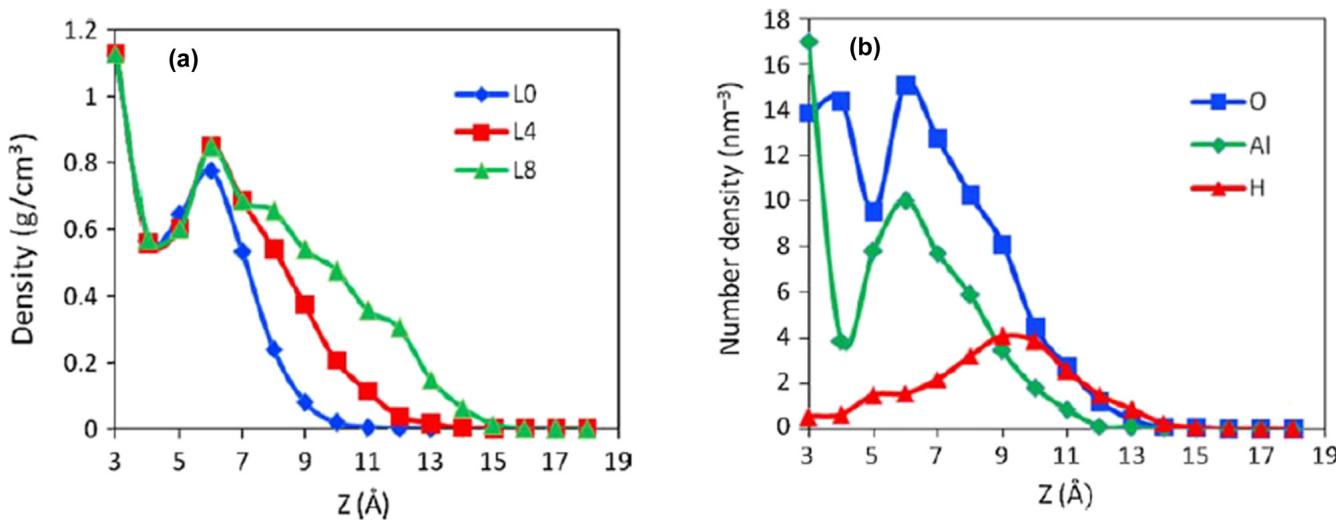 (a)
Density (g/cm³)
1.2
1
0.8
0.6
0.4
0.2
0
L0
L4
L8
3 5 7 9 11 13 15 17 19
Z (Å)
(b)
Number density (nm⁻³)
18
16
14
12
10
8
6
4
2
0
O
Al
H
3 5 7 9 11 13 15 17 19
Z (Å)